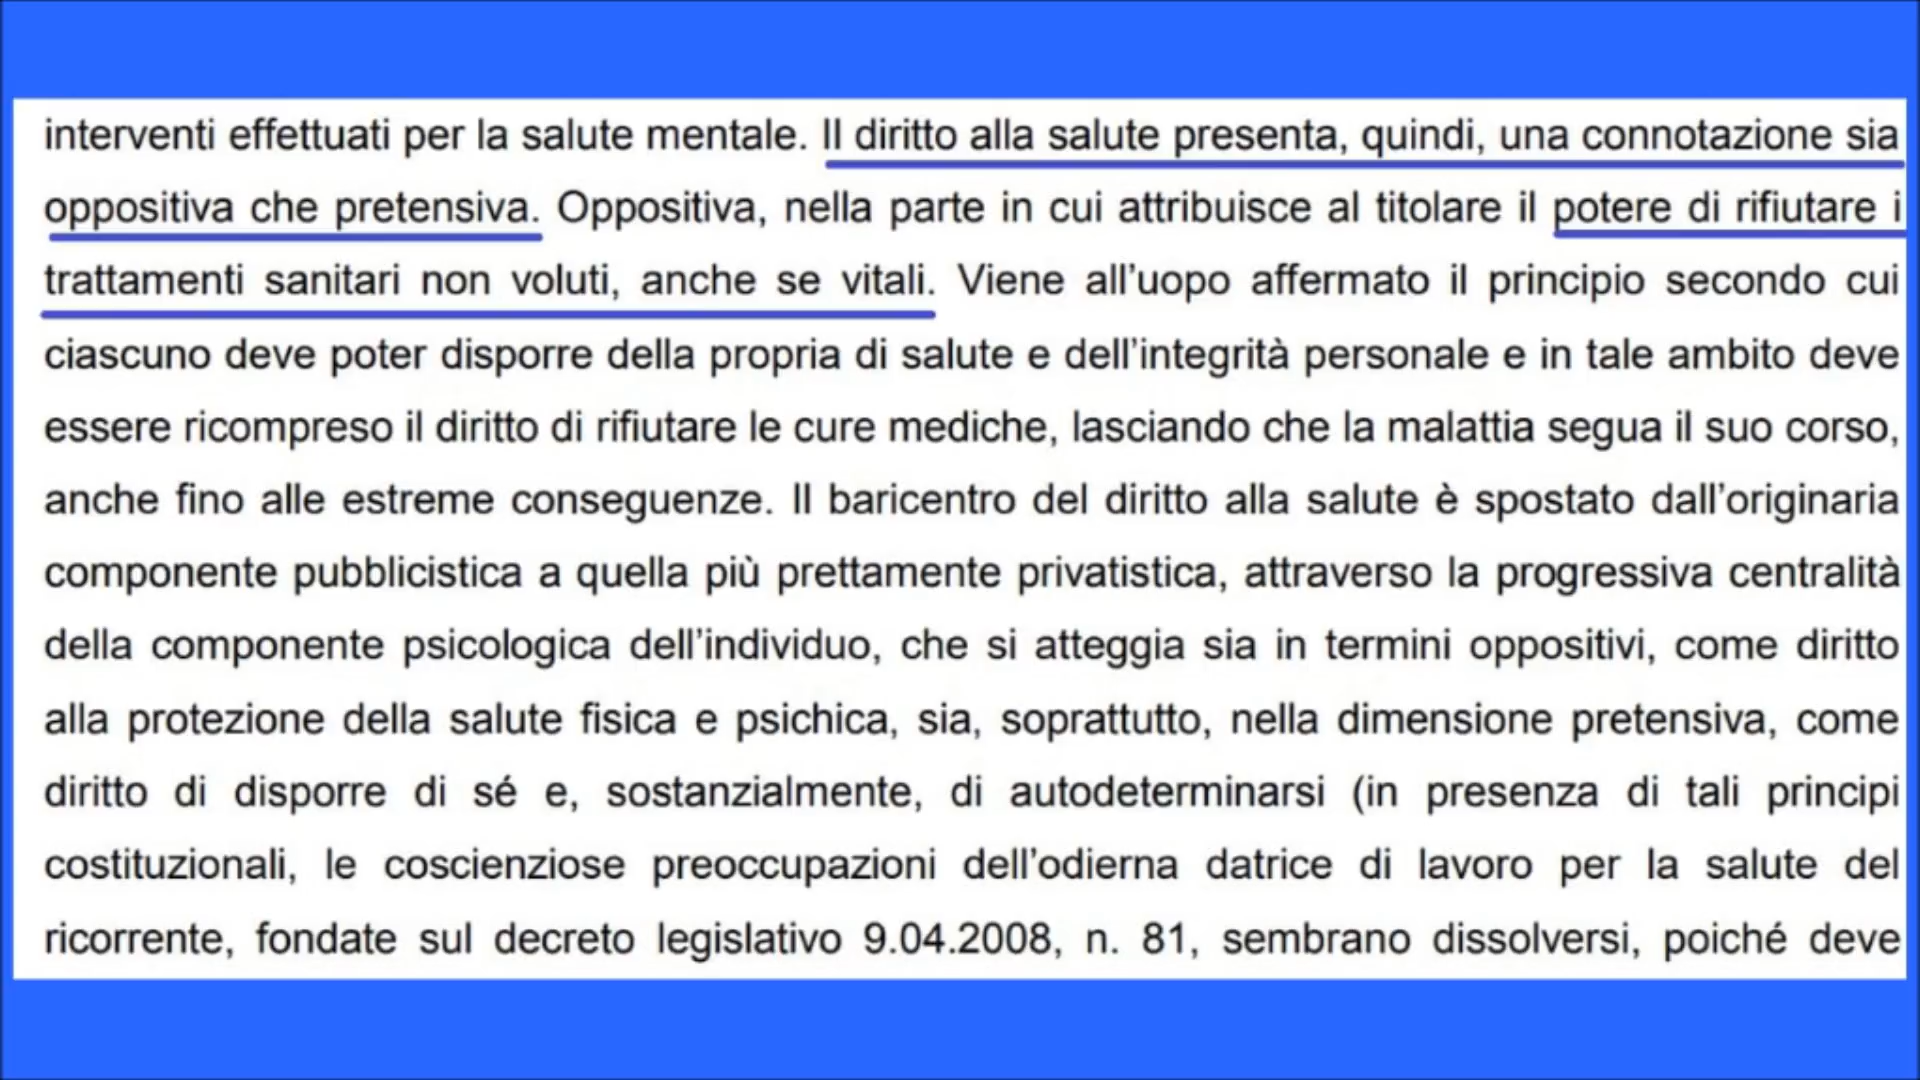 interventi effettuati per la salute mentale. Il diritto alla salute presenta, quindi, una connotazione sia
oppositiva che pretensiva. Oppositiva, nella parte in cui attribuisce al titolare il potere di rifiutare i
trattamenti sanitari non voluti, anche se vitali. Viene all’uopo affermato il principio secondo cui
ciascuno deve poter disporre della propria di salute e dell’integrità personale e in tale ambito deve
essere ricompreso il diritto di rifiutare le cure mediche, lasciando che la malattia segua il suo corso,
anche fino alle estreme conseguenze. Il baricentro del diritto alla salute è spostato dall’originaria
componente pubblicistica a quella più prettamente privatistica, attraverso la progressiva centralità
della componente psicologica dell’individuo, che si atteggia sia in termini oppositivi, come diritto
alla protezione della salute fisica e psichica, sia, soprattutto, nella dimensione pretensiva, come
diritto di disporre di sé e, sostanzialmente, di autodeterminarsi (in presenza di tali principi
costituzionali, le coscienziose preoccupazioni dell’odierna datrice di lavoro per la salute del
ricorrente, fondate sul decreto legislativo 9.04.2008, n. 81, sembrano dissolversi, poiché deve